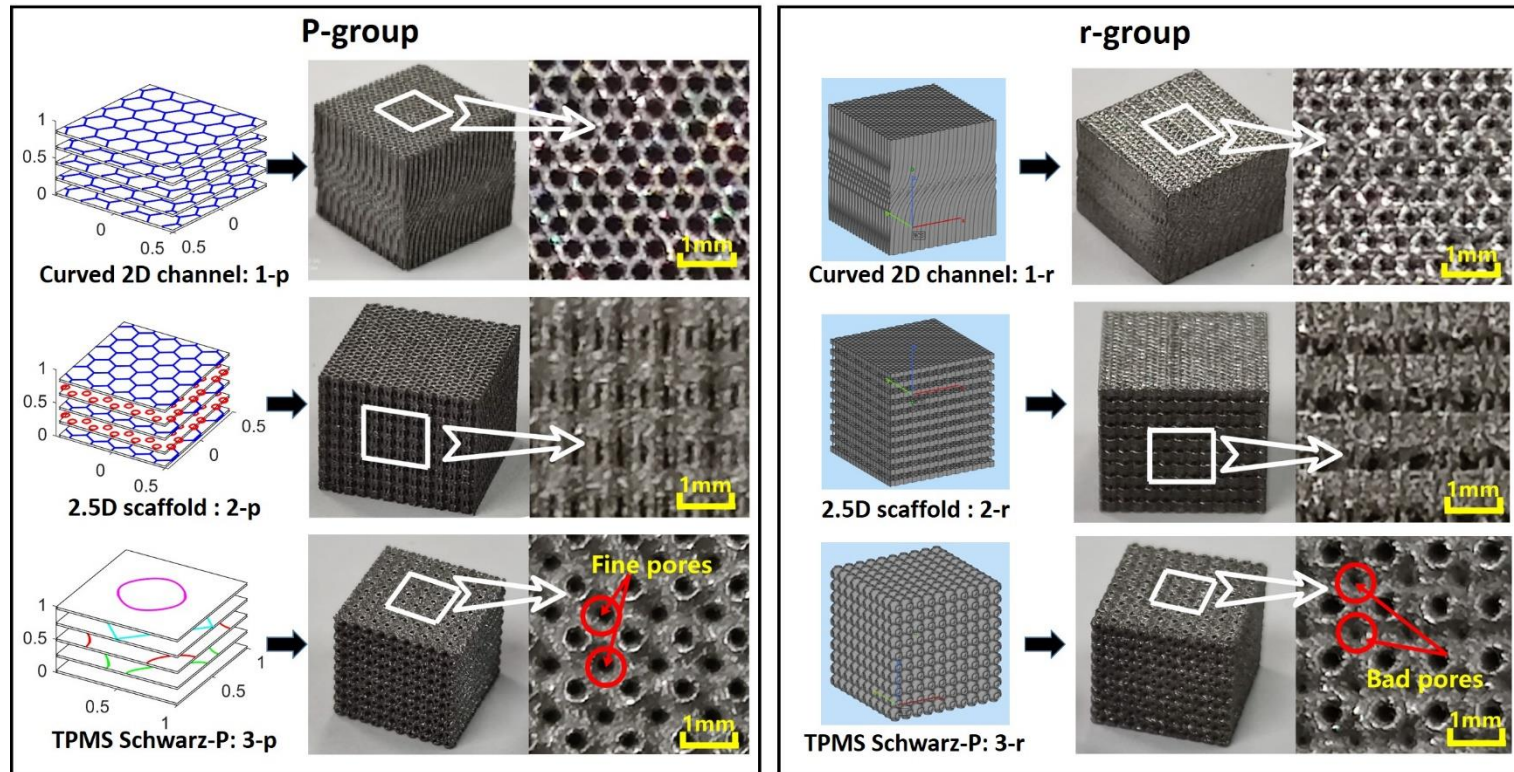 P-group
1
0.5
0
0
0.5
0.5
Curved 2D channel: 1-p
1mm
1
0.5
0
0
0.5
0
0.5
2.5D scaffold : 2-p
1mm
1
0.5
0
0.5
1
0.5
1
TPMS Schwarz-P: 3-p
Fine pores
1mm
r-group
Curved 2D channel: 1-r
1mm
2.5D scaffold : 2-r
1mm
TPMS Schwarz-P: 3-r
Bad pores
1mm